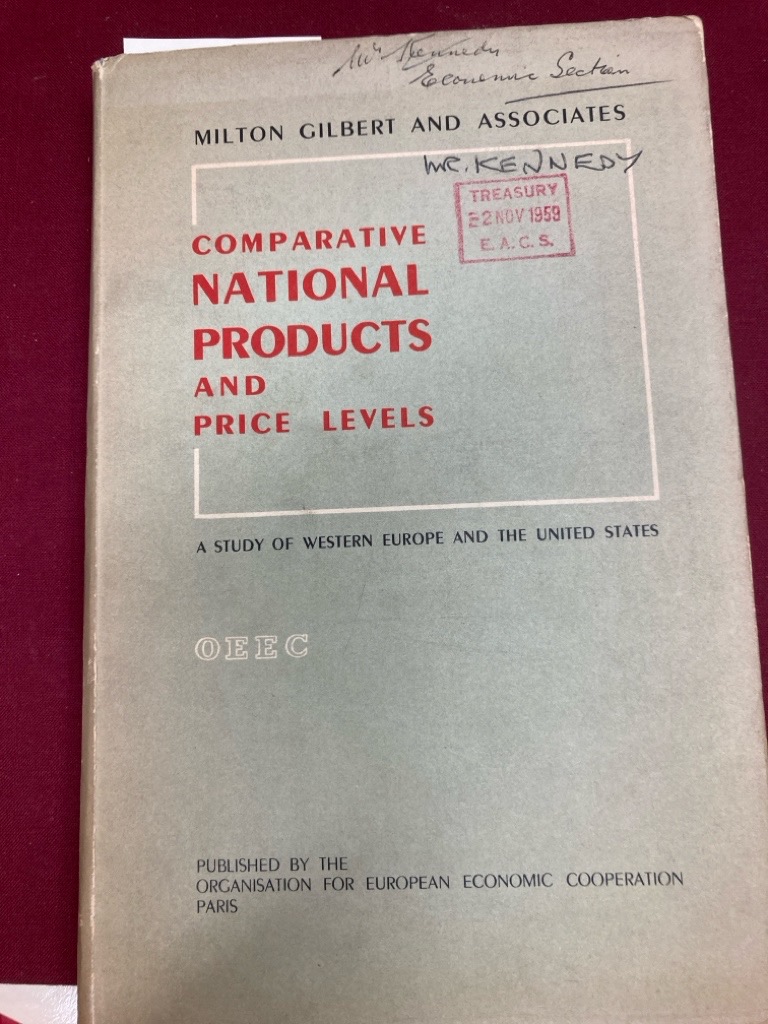 Mr Kennedy
Economic Section
MILTON GILBERT AND ASSOCIATES
MR. KENNEDY
TREASURY
2 NOV 1959
E. A. C. S.
COMPARATIVE
NATIONAL
PRODUCTS
AND
PRICE LEVELS
A STUDY OF WESTERN EUROPE AND THE UNITED STATES
OEEC
PUBLISHED BY THE
ORGANISATION FOR EUROPEAN ECONOMIC COOPERATION
PARIS